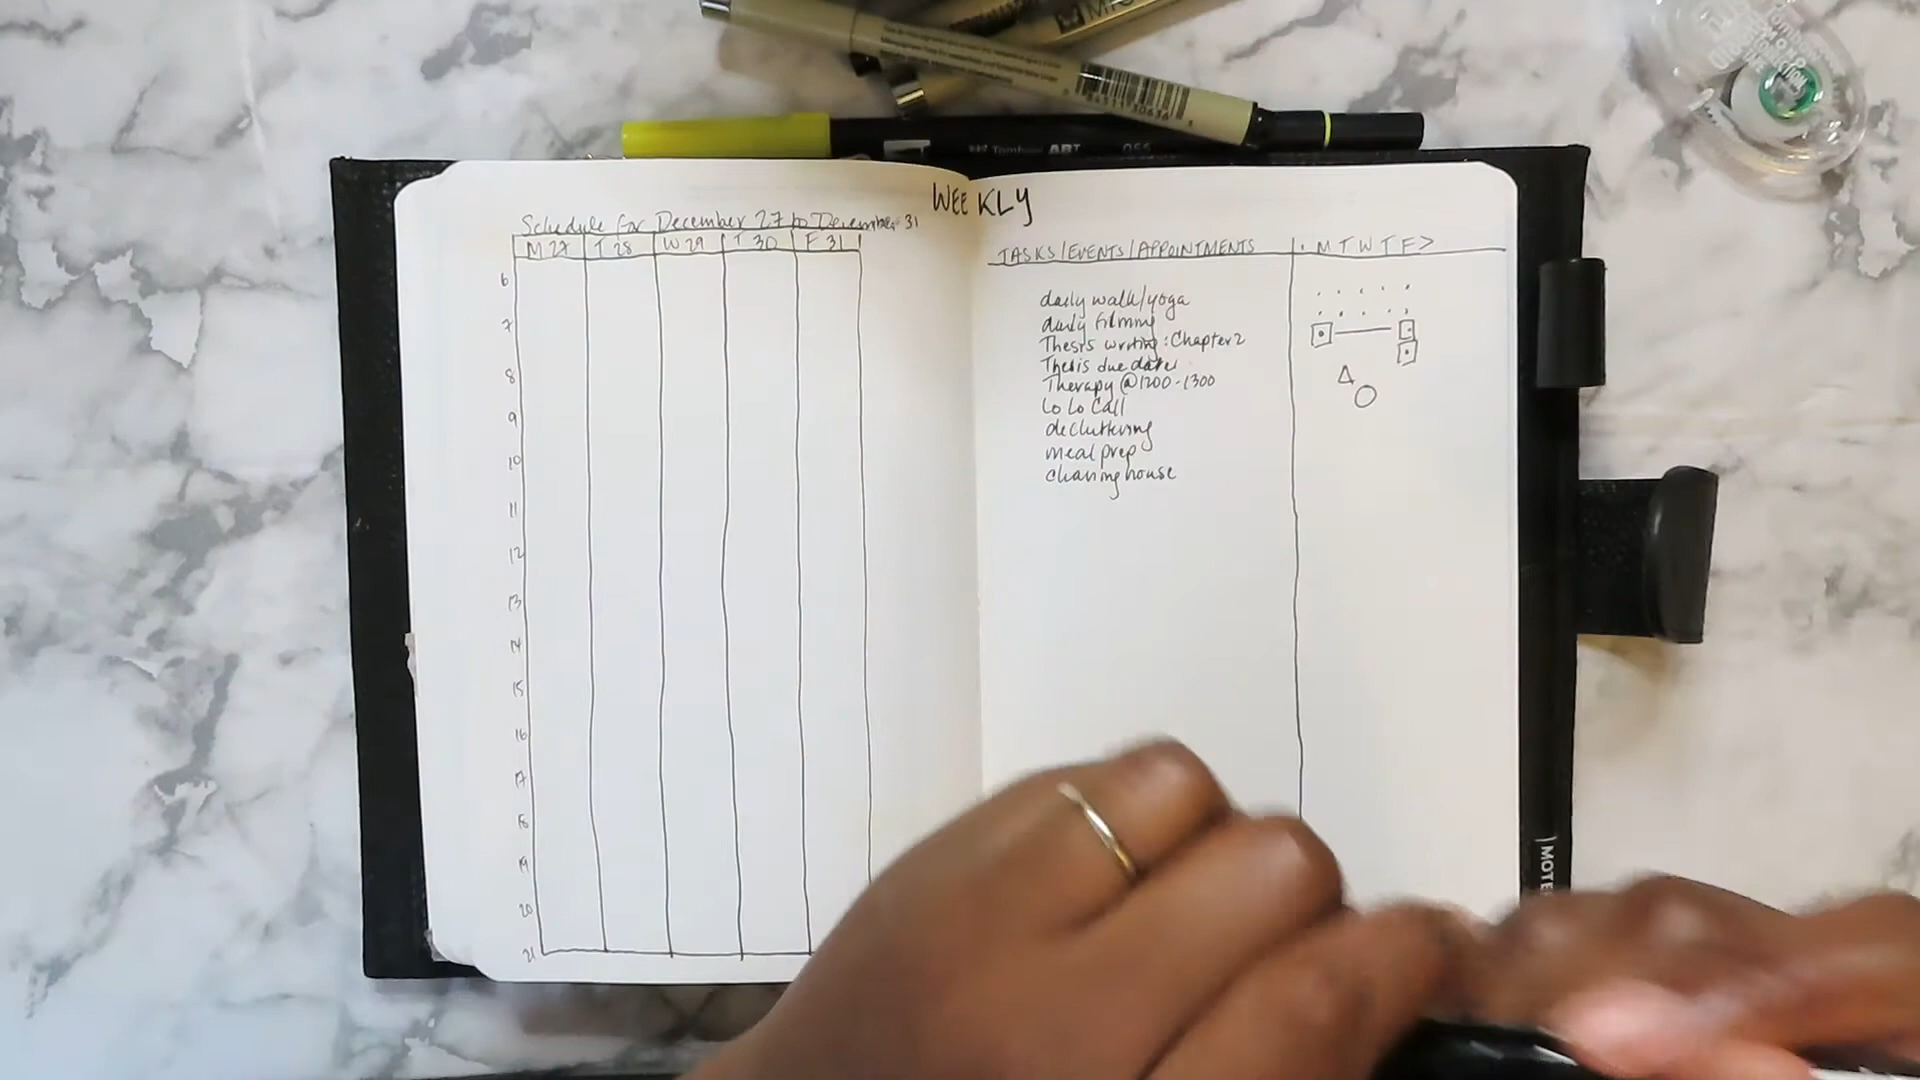 WEEKLY
Schedule for December 27 to December 31
M 27 T 28 W 29 T 30 F 31
6
7
8
9
10
11
12
13
14
15
16
17
18
19
20
21
TASKS/EVENTS/APPOINTMENTS . M T W T F >
daily walk/yoga
daily filming
Thesis writing: Chapter 2
Thesis due date
Therapy @1200-1300
Lo Lo Call
decluttering
meal prep
cleaning house
Tombow ABT 055
MOTE